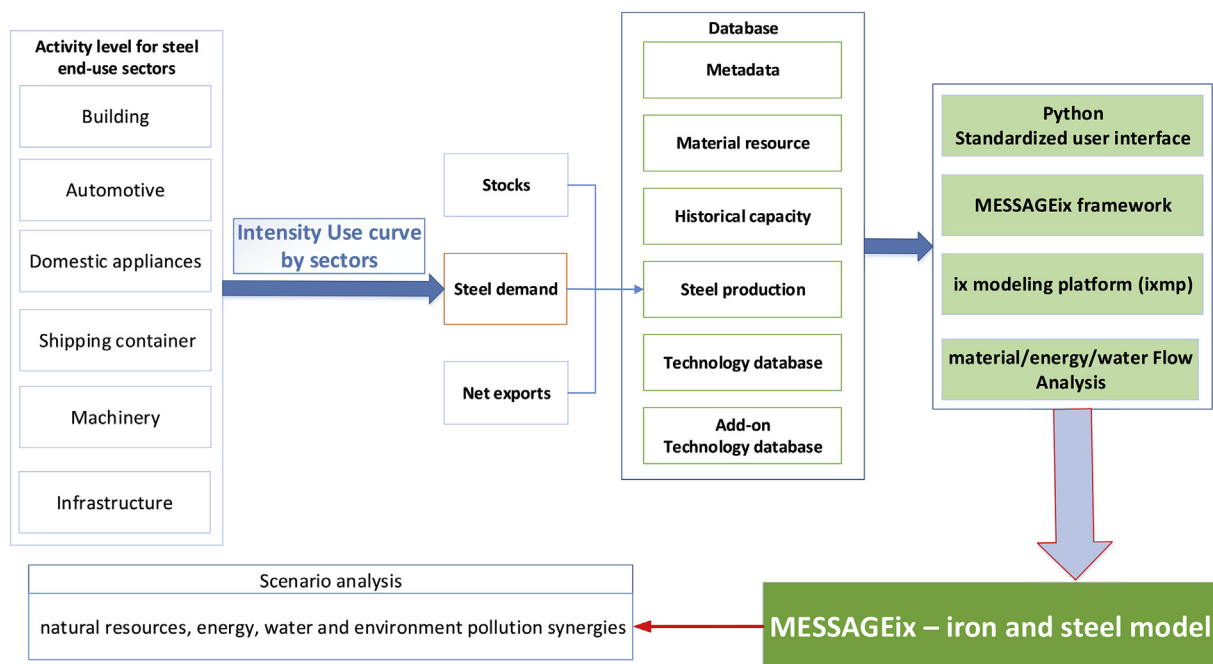 Activity level for steel
end-use sectors
Building
Automotive
Domestic appliances
Shipping container
Machinery
Infrastructure
Intensity Use curve
by sectors
Stocks
Steel demand
Net exports
Database
Metadata
Material resource
Historical capacity
Steel production
Technology database
Add-on
Technology database
Python
Standardized user interface
MESSAGEix framework
ix modeling platform (ixmp)
material/energy/water Flow
Analysis
Scenario analysis
natural resources, energy, water and environment pollution synergies
MESSAGEix – iron and steel model